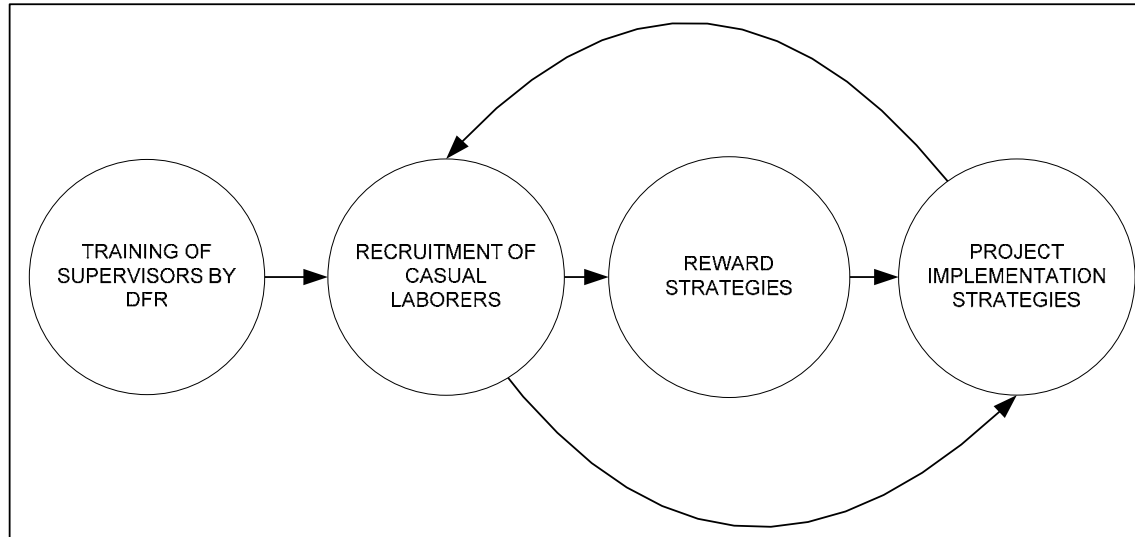 TRAINING OF
SUPERVISORS BY
DFR
RECRUITMENT OF
CASUAL
LABORERS
REWARD
STRATEGIES
PROJECT
IMPLEMENTATION
STRATEGIES